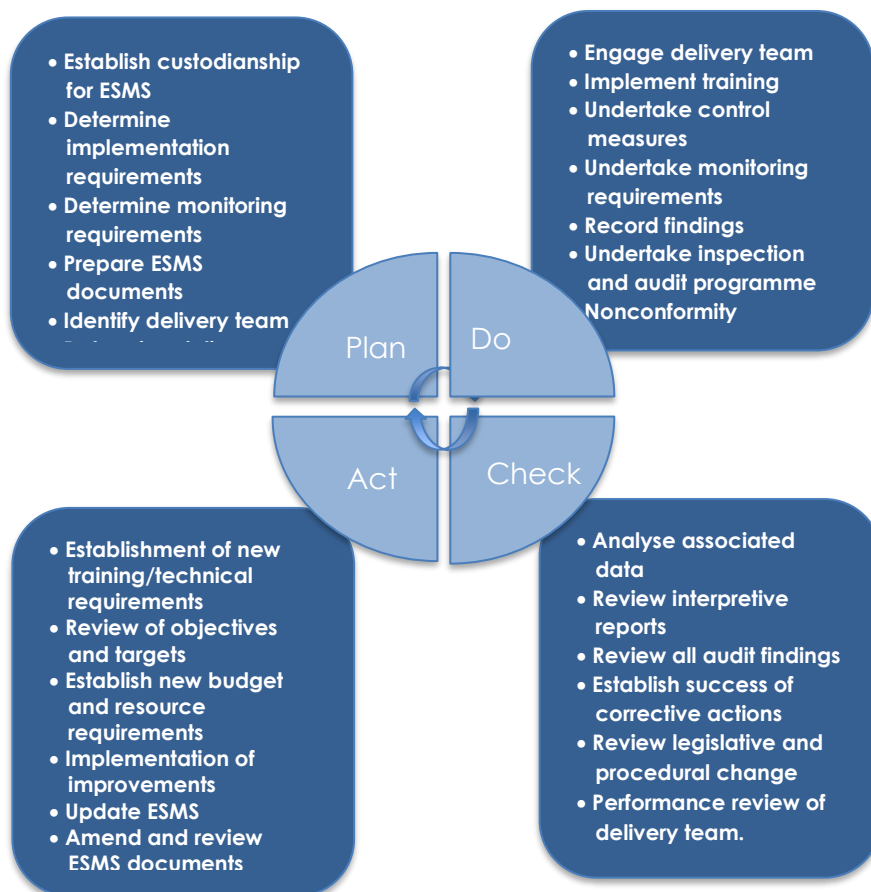 • Establish custodianship
for ESMS
• Determine
implementation
requirements
• Determine monitoring
requirements
• Prepare ESMS
documents
• Identify delivery team
• Engage delivery team
• Implement training
• Undertake control
measures
• Undertake monitoring
requirements
• Record findings
• Undertake inspection
and audit programme
• Nonconformity
Plan
Do
Act
Check
• Establishment of new
training/technical
requirements
• Review of objectives
and targets
• Establish new budget
and resource
requirements
• Implementation of
improvements
• Update ESMS
• Amend and review
ESMS documents
• Analyse associated
data
• Review interpretive
reports
• Review all audit findings
• Establish success of
corrective actions
• Review legislative and
procedural change
• Performance review of
delivery team.